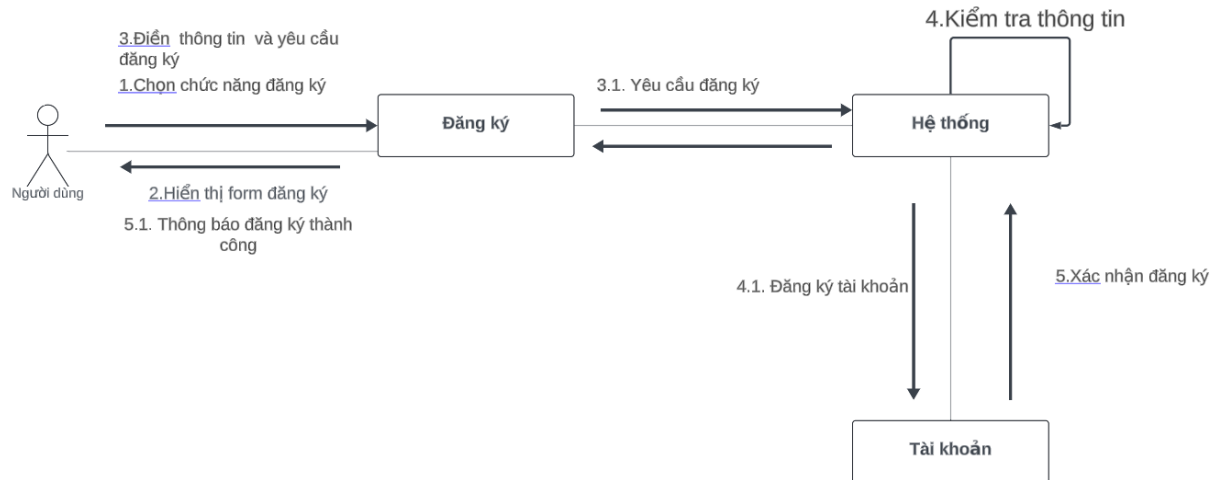 4.Kiểm tra thông tin
3.Điền thông tin và yêu cầu
đăng ký
1.Chọn chức năng đăng ký
3.1. Yêu cầu đăng ký
Đăng ký
Hệ thống
Người dùng
2.Hiển thị form đăng ký
5.1. Thông báo đăng ký thành
công
4.1. Đăng ký tài khoản
5.Xác nhận đăng ký
Tài khoản